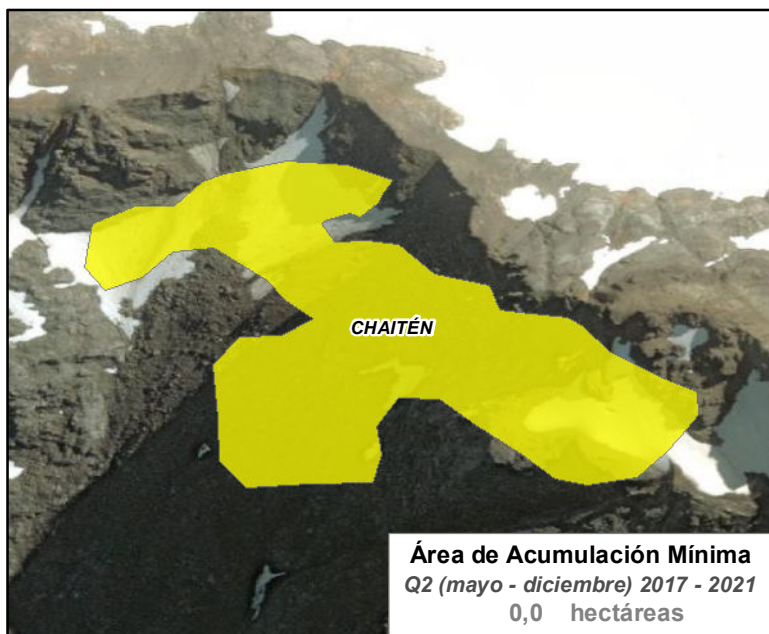 CHAITÉN
Área de Acumulación Mínima
Q2 (mayo - diciembre) 2017 - 2021
0,0 hectáreas